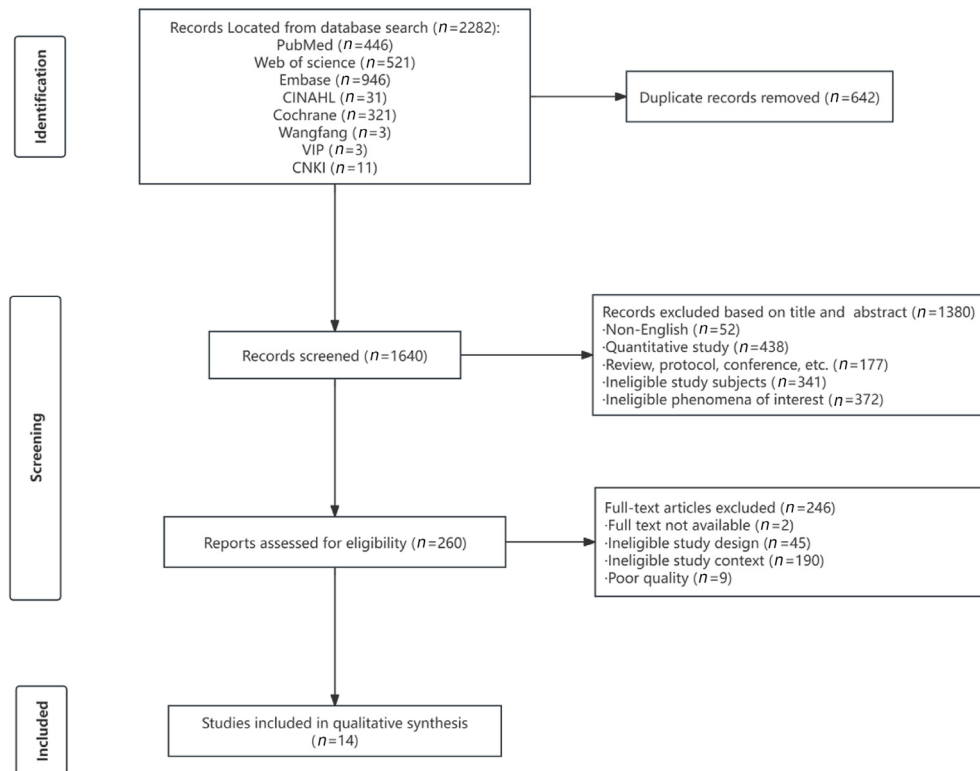 Identification
Records Located from database search (n=2282):
PubMed (n=446)
Web of science (n=521)
Embase (n=946)
CINAHL (n=31)
Cochrane (n=321)
Wangfang (n=3)
VIP (n=3)
CNKI (n=11)
Duplicate records removed (n=642)
Screening
Records screened (n=1640)
Records excluded based on title and abstract (n=1380)
·Non-English (n=52)
·Quantitative study (n=438)
·Review, protocol, conference, etc. (n=177)
·Ineligible study subjects (n=341)
·Ineligible phenomena of interest (n=372)
Reports assessed for eligibility (n=260)
Full-text articles excluded (n=246)
·Full text not available (n=2)
·Ineligible study design (n=45)
·Ineligible study context (n=190)
·Poor quality (n=9)
Included
Studies included in qualitative synthesis
(n=14)